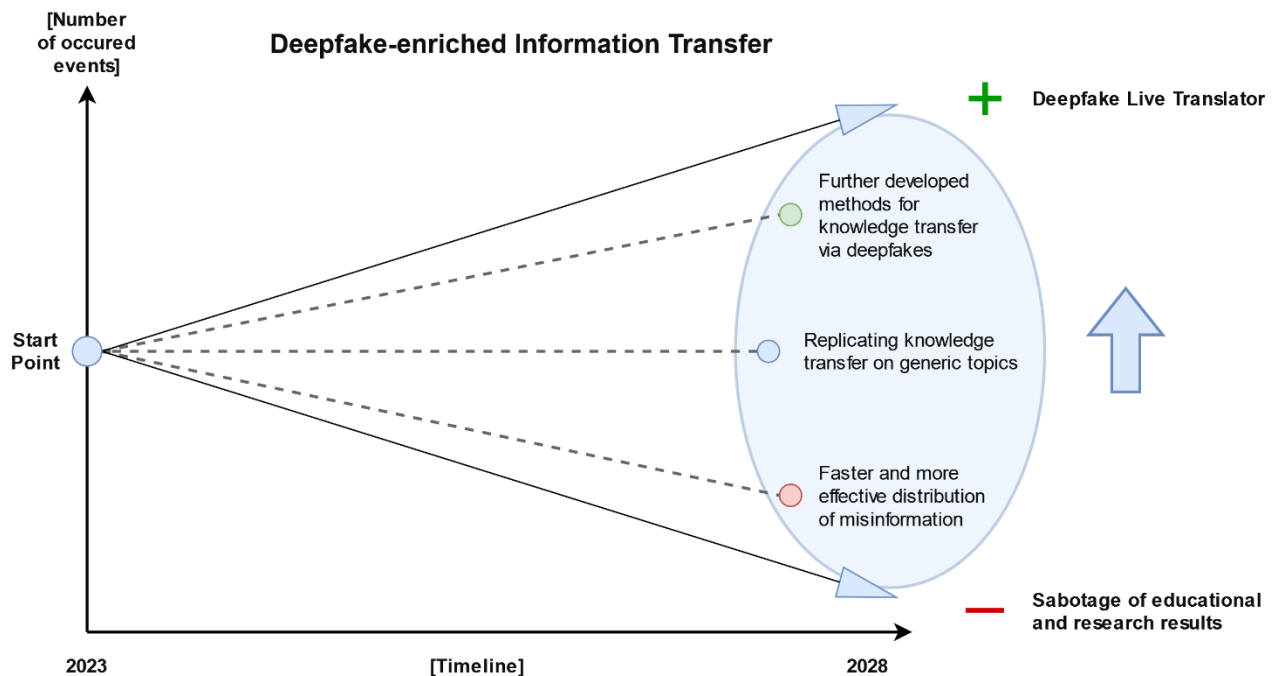 [Number
of occured
events]
Deepfake-enriched Information Transfer
Deepfake Live Translator
Further developed
methods for
knowledge transfer
via deepfakes
Start
Point
Replicating knowledge
transfer on generic topics
Faster and more
effective distribution
of misinformation
Sabotage of educational
and research results
2023
[Timeline]
2028